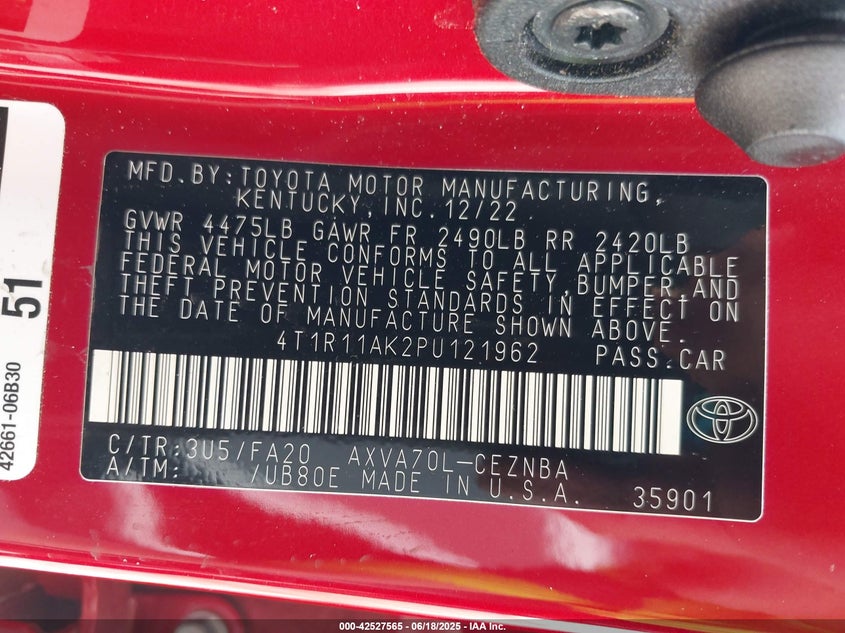 MFD.BY:TOYOTA MOTOR MANUFACTURING,
KENTUCKY,INC. 12/22
GVWR 4475LB GAWR FR 2490LB RR 2420LB
THIS VEHICLE CONFORMS TO ALL APPLICABLE
FEDERAL MOTOR VEHICLE SAFETY,BUMPER,AND
THEFT PREVENTION STANDARDS IN EFFECT ON
THE DATE OF MANUFACTURE SHOWN ABOVE.
4T1R11AK2PU121962 PASS.CAR
C/TR:3U5/FA20 AXVA70L-CEZNBA
A/TM: /UB80E MADE IN U.S.A. 35901
51
42661-06B30
000-42527565 - 06/18/2025 - IAA Inc.